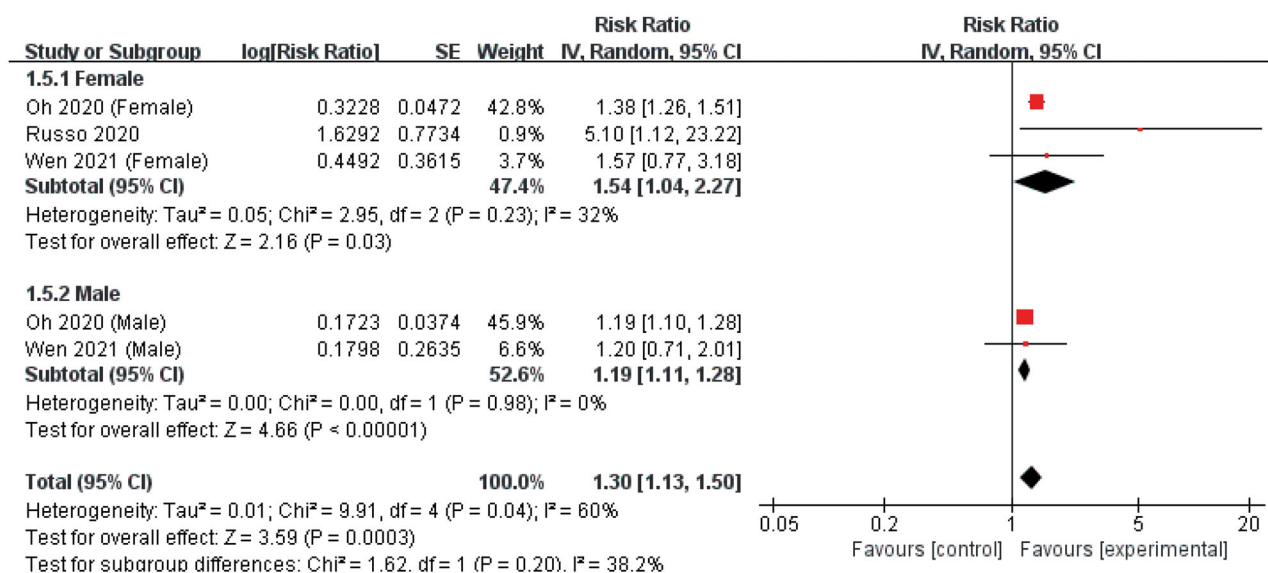 Risk Ratio Risk Ratio
Study or Subgroup log[Risk Ratio] SE Weight IV, Random, 95% CI IV, Random, 95% CI
1.5.1 Female
Oh 2020 (Female) 0.3228 0.0472 42.8% 1.38 [1.26, 1.51]
Russo 2020 1.6292 0.7734 0.9% 5.10 [1.12, 23.22]
Wen 2021 (Female) 0.4492 0.3615 3.7% 1.57 [0.77, 3.18]
Subtotal (95% CI) 47.4% 1.54 [1.04, 2.27]
Heterogeneity: Tau² = 0.05; Chi² = 2.95, df = 2 (P = 0.23); I² = 32%
Test for overall effect: Z = 2.16 (P = 0.03)
1.5.2 Male
Oh 2020 (Male) 0.1723 0.0374 45.9% 1.19 [1.10, 1.28]
Wen 2021 (Male) 0.1798 0.2635 6.6% 1.20 [0.71, 2.01]
Subtotal (95% CI) 52.6% 1.19 [1.11, 1.28]
Heterogeneity: Tau² = 0.00; Chi² = 0.00, df = 1 (P = 0.98); I² = 0%
Test for overall effect: Z = 4.66 (P < 0.00001)
Total (95% CI) 100.0% 1.30 [1.13, 1.50]
Heterogeneity: Tau² = 0.01; Chi² = 9.91, df = 4 (P = 0.04); I² = 60%
Test for overall effect: Z = 3.59 (P = 0.0003)
Test for subgroup differences: Chi² = 1.62, df = 1 (P = 0.20), I² = 38.2%
0.05 0.2 1 5 20
Favours [control] Favours [experimental]